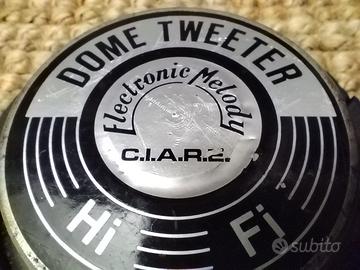 DOME TWEETER
Electronic Melody
C.I.A.R.2.
Hi Fi
subito